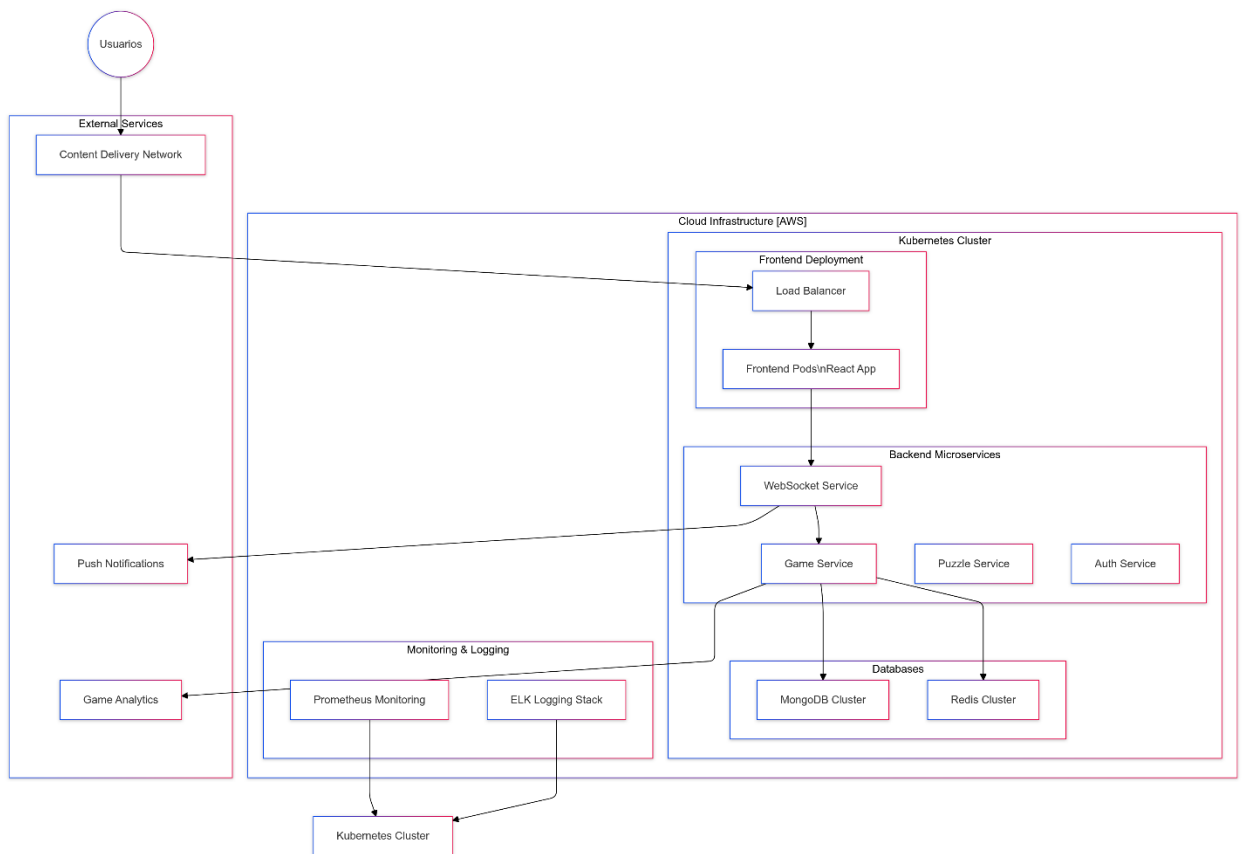 Usuarios
External Services
Content Delivery Network
Cloud Infrastructure [AWS]
Kubernetes Cluster
Frontend Deployment
Load Balancer
Frontend Pods\nReact App
Backend Microservices
WebSocket Service
Push Notifications
Game Service
Puzzle Service
Auth Service
Monitoring & Logging
Databases
Game Analytics
Prometheus Monitoring
ELK Logging Stack
MongoDB Cluster
Redis Cluster
Kubernetes Cluster